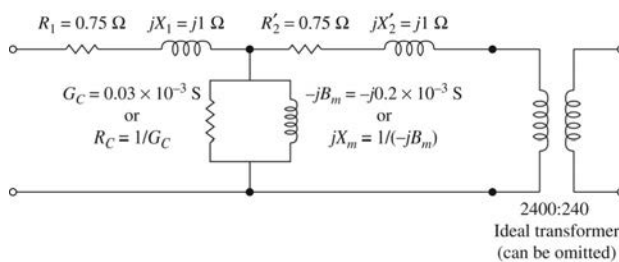 R₁ = 0.75 Ω
jX₁ = j1 Ω
R′₂ = 0.75 Ω
jX′₂ = j1 Ω
G_C = 0.03 × 10⁻³ S
or
R_C = 1/G_C
–jB_m = –j0.2 × 10⁻³ S
or
jX_m = 1/(–jB_m)
2400:240
Ideal transformer
(can be omitted)